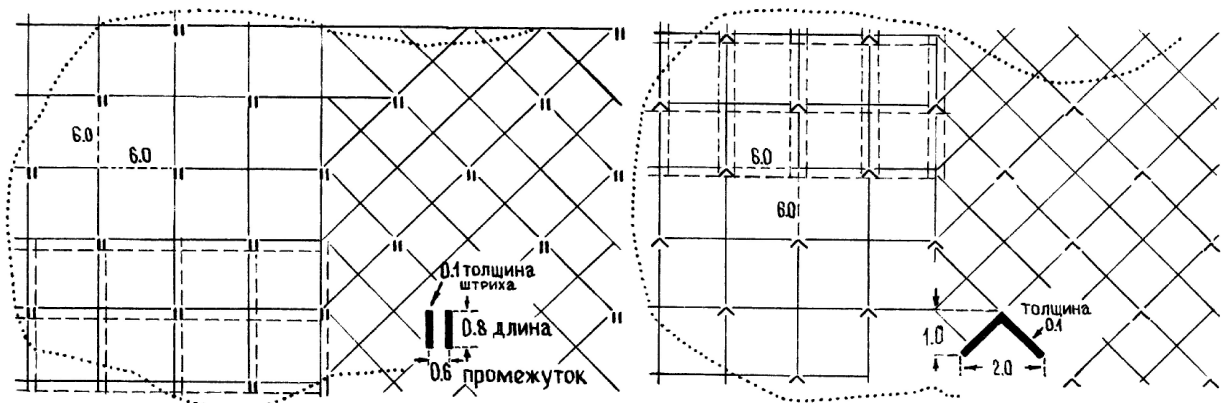 6.0
6.0
0.1 толщина
штриха
0.8 длина
0.6 промежуток
6.0
6.0
толщина
0.1
1.0
2.0